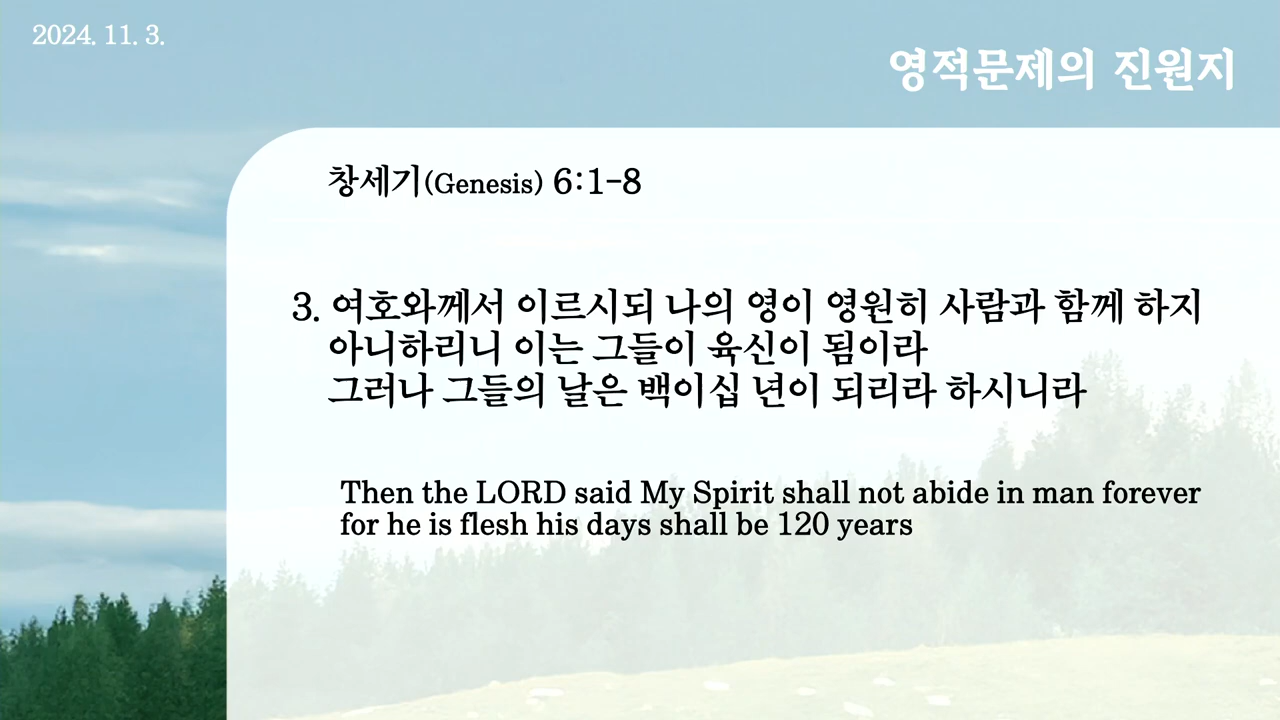 2024. 11. 3.
영적문제의 진원지
창세기(Genesis) 6:1-8
3. 여호와께서 이르시되 나의 영이 영원히 사람과 함께 하지
아니하리니 이는 그들이 육신이 됨이라
그러나 그들의 날은 백이십 년이 되리라 하시니라
Then the LORD said My Spirit shall not abide in man forever
for he is flesh his days shall be 120 years